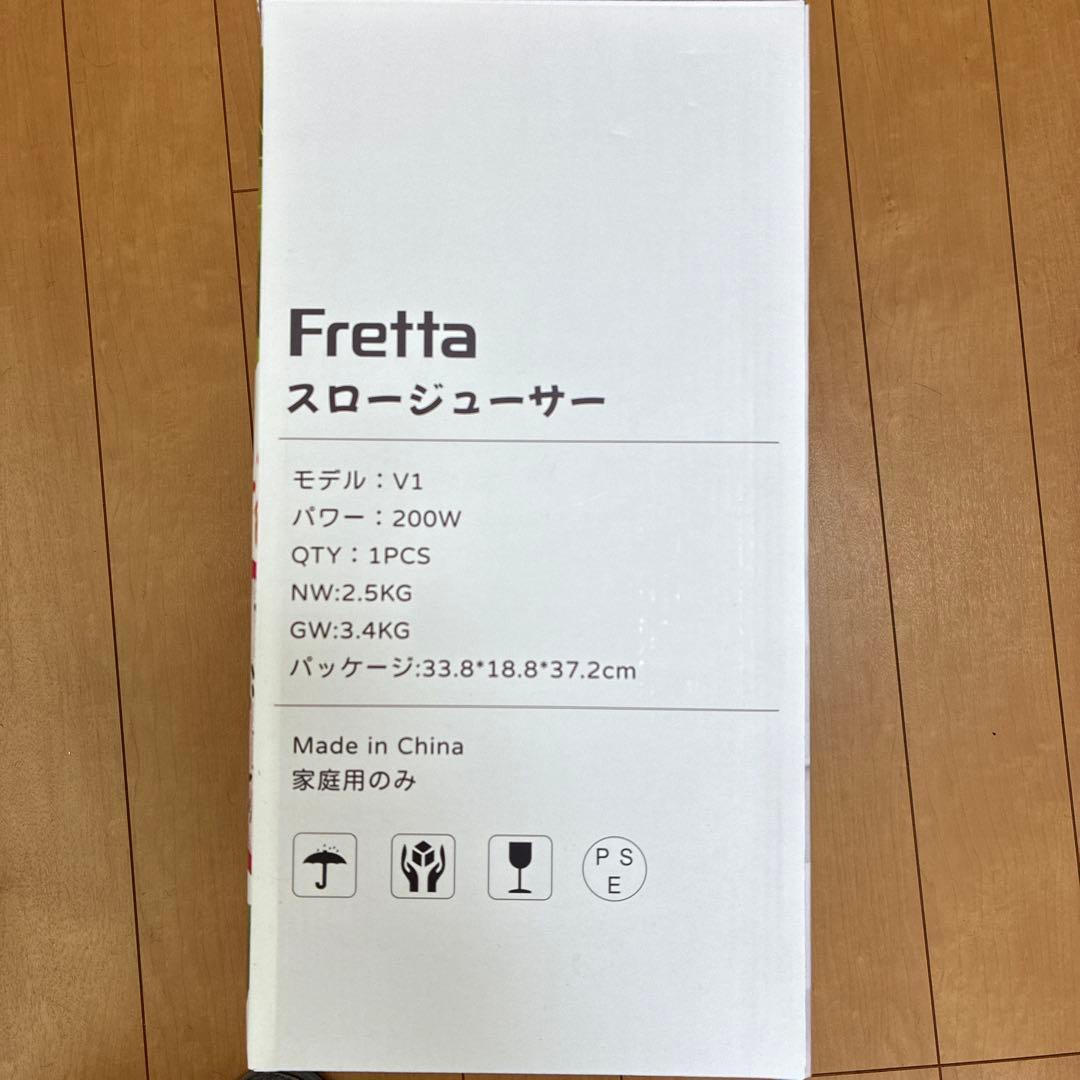 Fretta
スロージューサー
モデル：V1
パワー：200W
QTY：1PCS
NW:2.5KG
GW:3.4KG
パッケージ:33.8*18.8*37.2cm
Made in China
家庭用のみ
P S
E